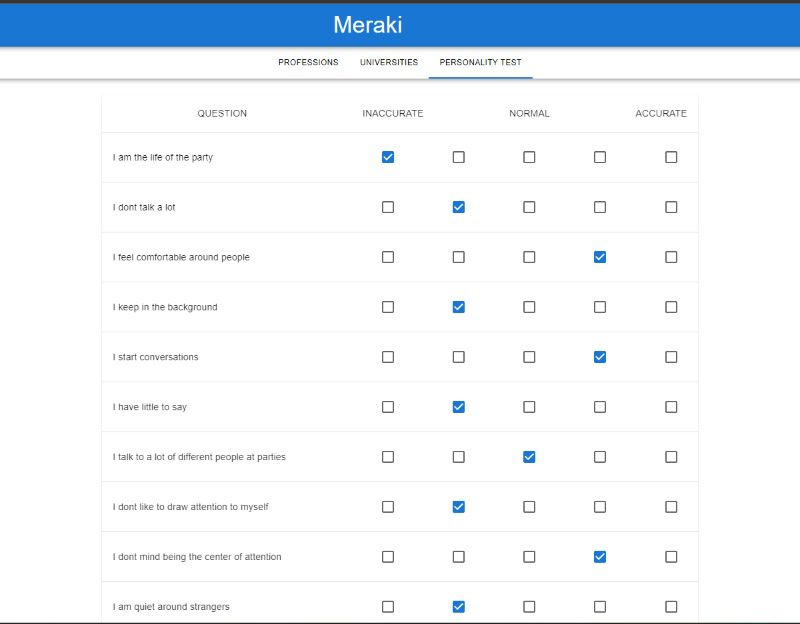 Meraki
PROFESSIONS UNIVERSITIES PERSONALITY TEST
QUESTION INACCURATE NORMAL ACCURATE
I am the life of the party
I dont talk a lot
I feel comfortable around people
I keep in the background
I start conversations
I have little to say
I talk to a lot of different people at parties
I dont like to draw attention to myself
I dont mind being the center of attention
I am quiet around strangers